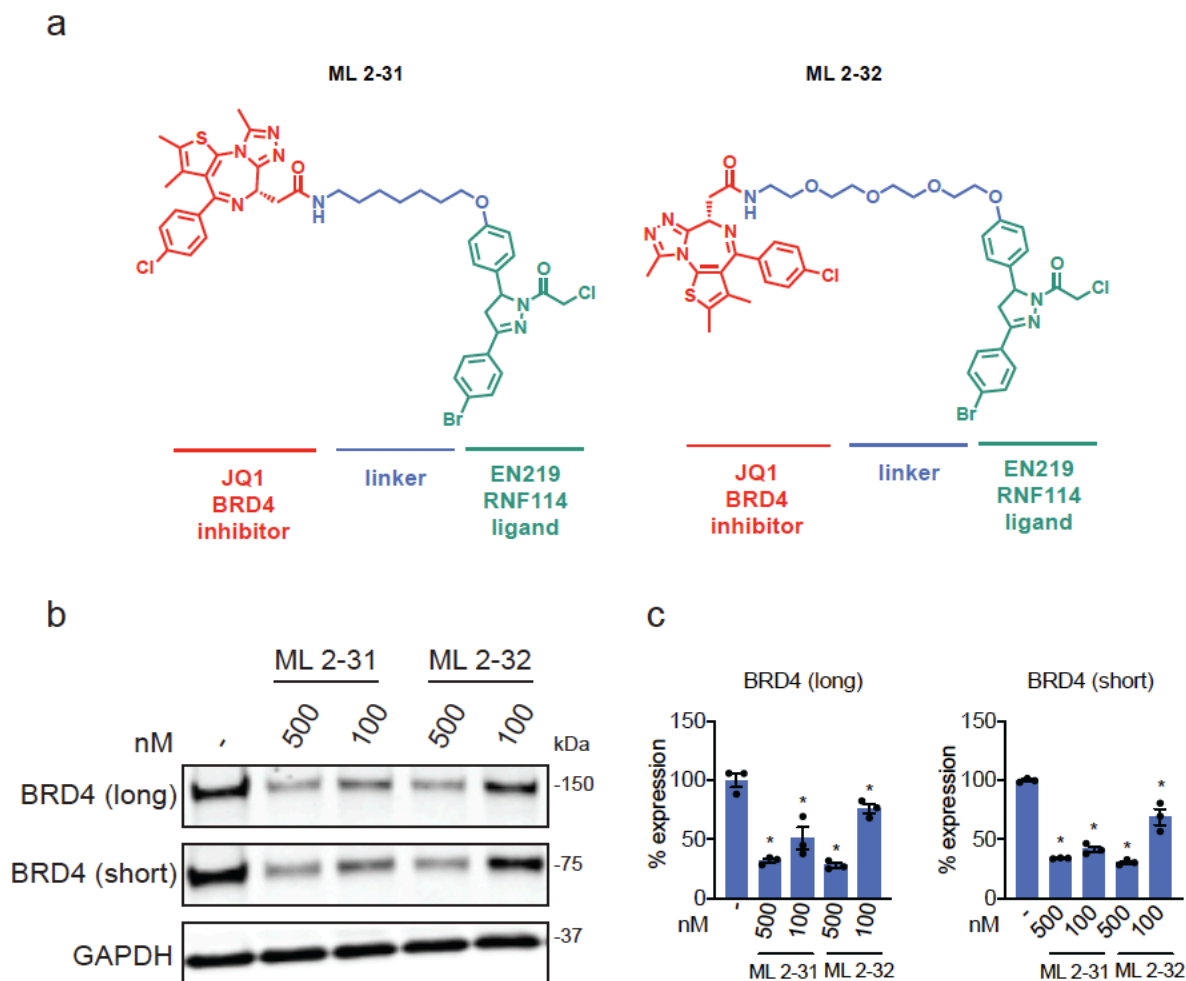 a
ML 2-31
ML 2-32
S
N
N
N
N
O
N
H
O
Cl
O
N
N
Cl
Br
O
N
H
O
O
O
O
N
N
N
N
S
Cl
O
N
N
Cl
Br
JQ1
BRD4
inhibitor
linker
EN219
RNF114
ligand
JQ1
BRD4
inhibitor
linker
EN219
RNF114
ligand
b
ML 2-31 ML 2-32
nM - 500 100 500 100 kDa
BRD4 (long) -150
BRD4 (short) -75
GAPDH -37
c
BRD4 (long)
% expression
150
100
50
0
* * * *
nM - 500 100 500 100
ML 2-31 ML 2-32
BRD4 (short)
% expression
150
100
50
0
* * * *
nM - 500 100 500 100
ML 2-31 ML 2-32